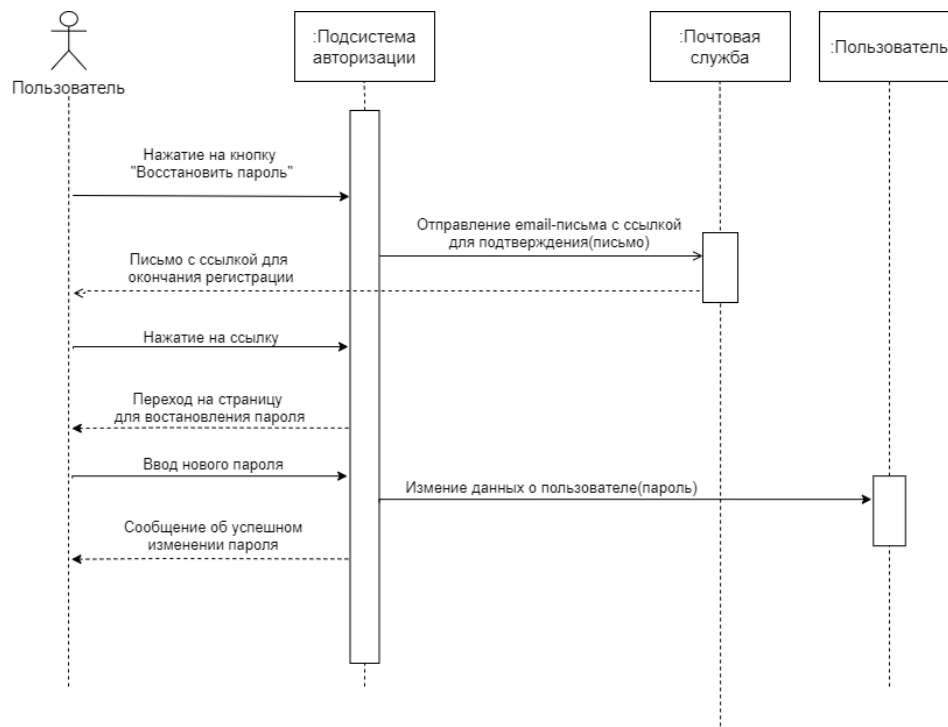 :Подсистема
авторизации
:Почтовая
служба
:Пользователь
Пользователь
Нажатие на кнопку
"Восстановить пароль"
Отправление email-письма с ссылкой
для подтверждения(письмо)
Письмо с ссылкой для
окончания регистрации
Нажатие на ссылку
Переход на страницу
для востановления пароля
Ввод нового пароля
Измение данных о пользователе(пароль)
Сообщение об успешном
изменении пароля